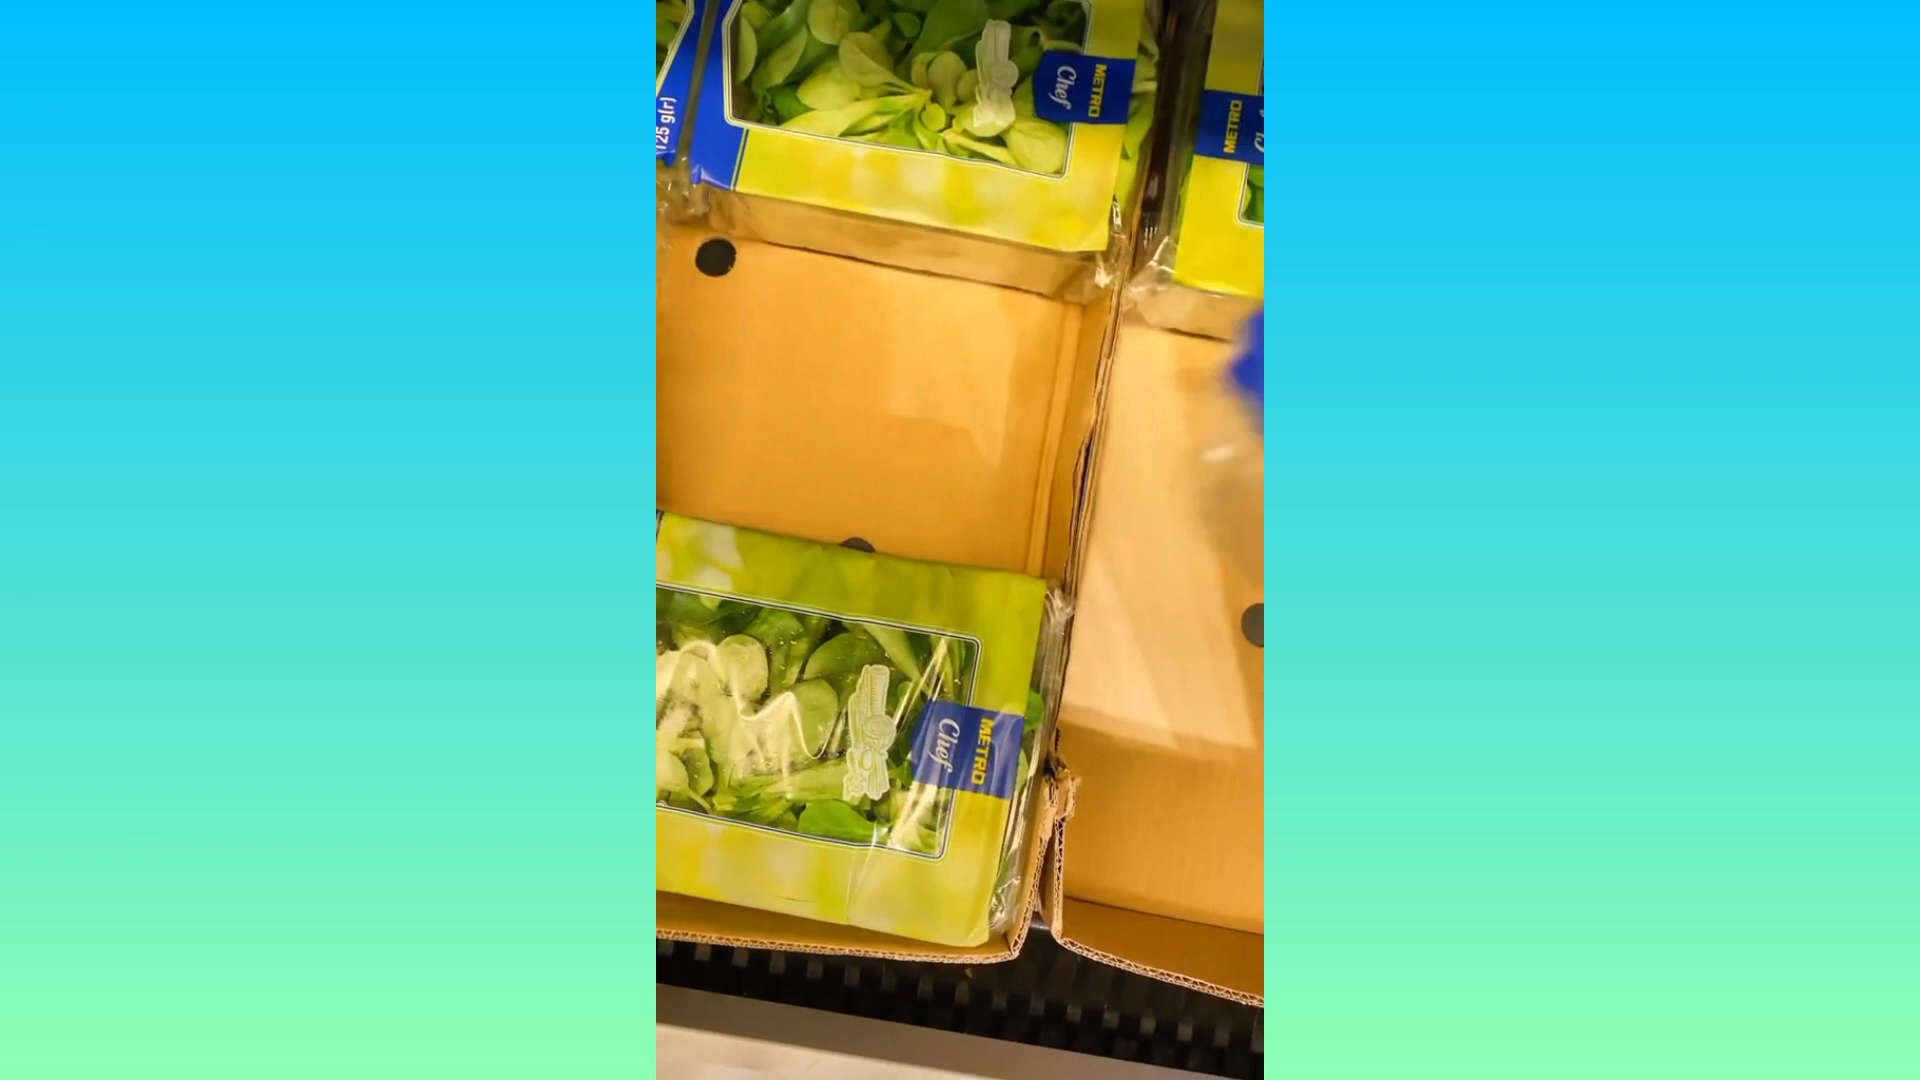 METRO
Chef
METRO
125 g(r)
METRO
Chef